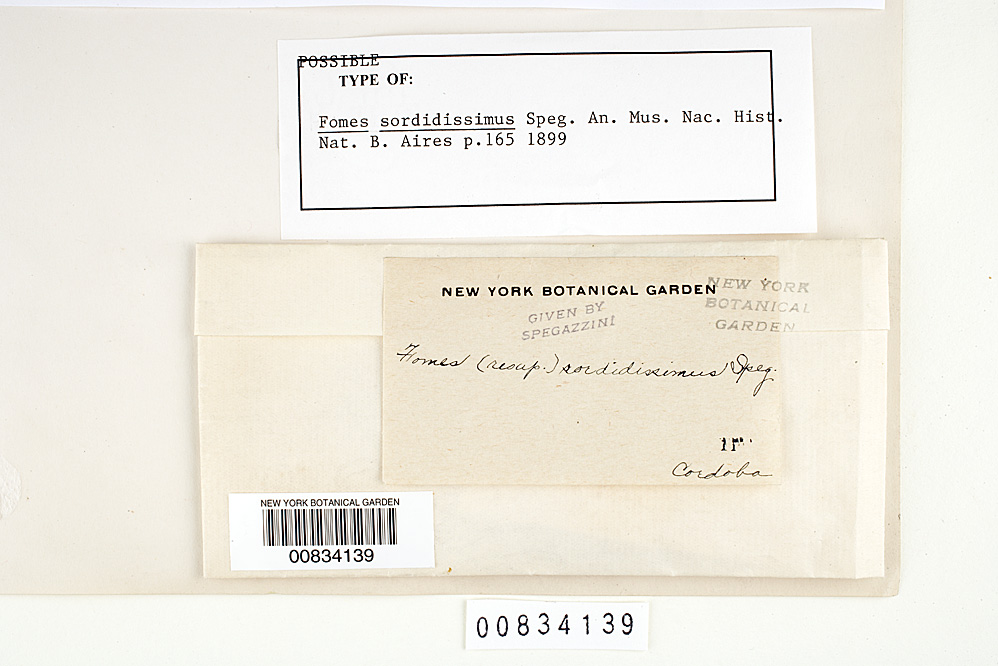 POSSIBLE
TYPE OF:
Fomes sordidissimus Speg. An. Mus. Nac. Hist.
Nat. B. Aires p.165 1899
NEW YORK BOTANICAL GARDEN
NEW YORK
BOTANICAL
GARDEN
GIVEN BY
SPEGAZZINI
Fomes (resup.) sordidissimus Speg.
Cordoba
NEW YORK BOTANICAL GARDEN
00834139
00834139